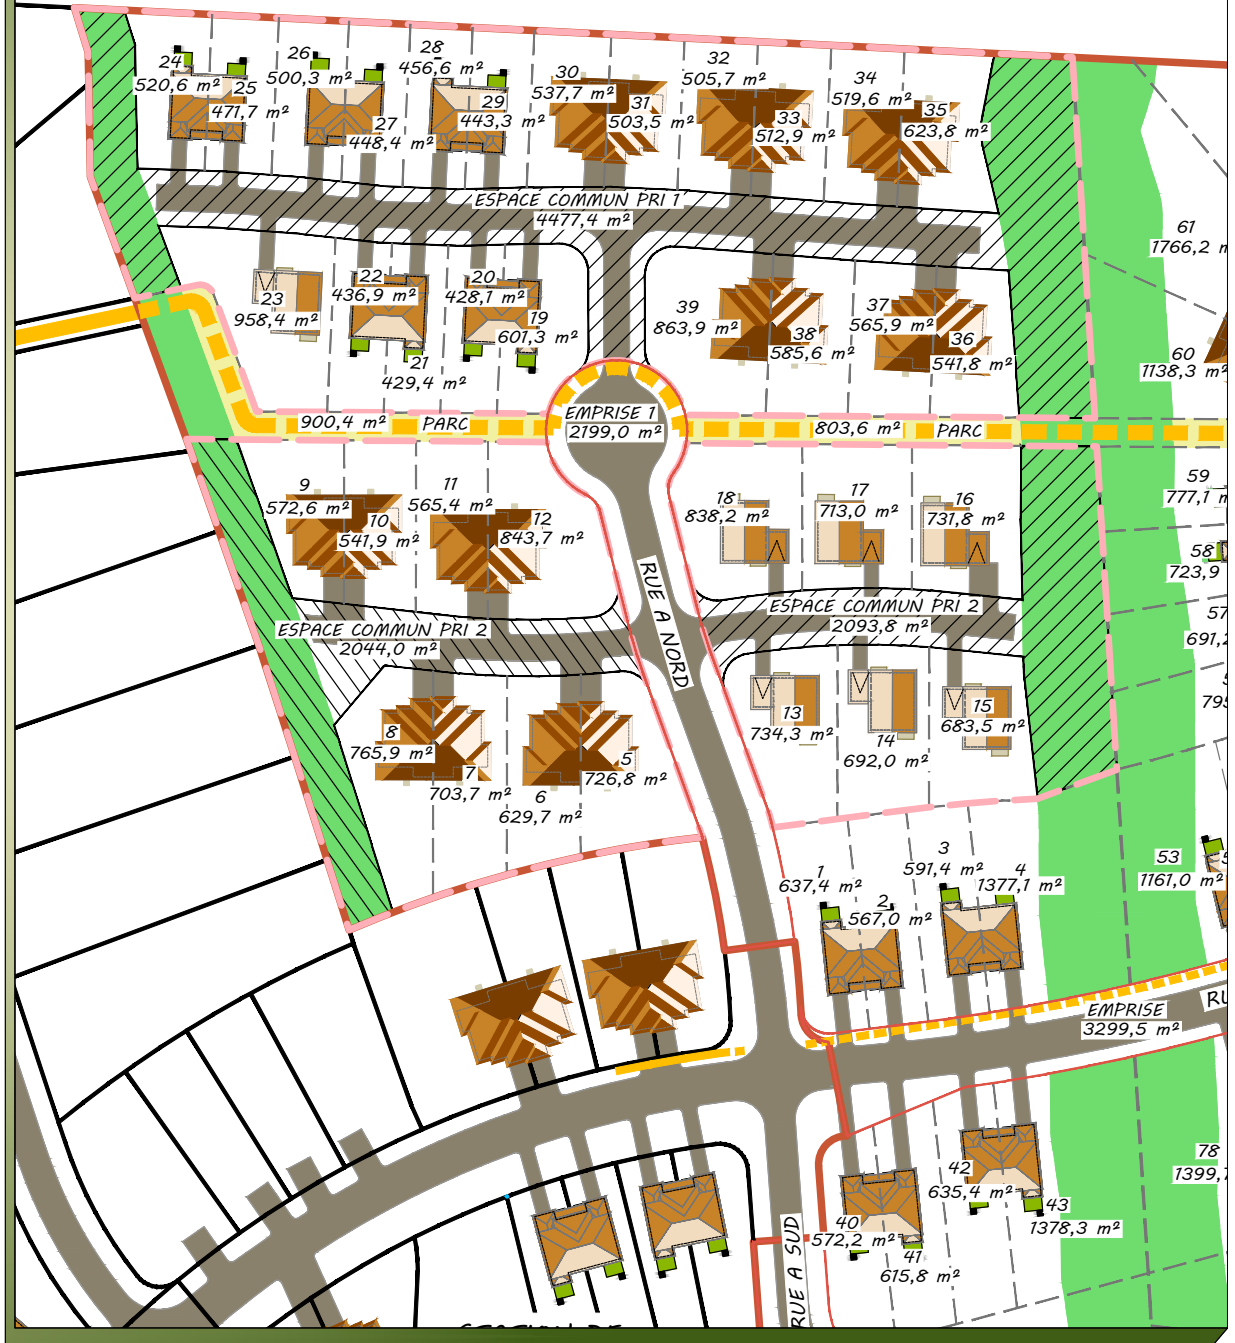 24
520,6 m²
25
471,7 m²
26
500,3 m²
27
448,4 m²
28
456,6 m²
29
443,3 m²
30
537,7 m²
31
503,5 m²
32
505,7 m²
33
512,9 m²
34
519,6 m²
35
623,8 m²
ESPACE COMMUN PRI 1
4477,4 m²
61
1766,2 m
23
958,4 m²
22
436,9 m²
21
429,4 m²
20
428,1 m²
19
601,3 m²
39
863,9 m²
38
585,6 m²
37
565,9 m²
36
541,8 m²
60
1138,3 m²
900,4 m²
PARC
EMPRISE 1
2199,0 m²
803,6 m²
PARC
9
572,6 m²
10
541,9 m²
11
565,4 m²
12
843,7 m²
18
838,2 m²
17
713,0 m²
16
731,8 m²
59
777,1 m
58
723,9
57
691,2
795
ESPACE COMMUN PRI 2
2044,0 m²
RUE A NORD
ESPACE COMMUN PRI 2
2093,8 m²
8
765,9 m²
7
703,7 m²
6
629,7 m²
5
726,8 m²
13
734,3 m²
14
692,0 m²
15
683,5 m²
1
637,4 m²
2
567,0 m²
3
591,4 m²
4
1377,1 m²
53
1161,0 m²
EMPRISE
3299,5 m²
RU
78
1399,7
42
635,4 m²
43
1378,3 m²
40
572,2 m²
41
615,8 m²
RUE A SUD